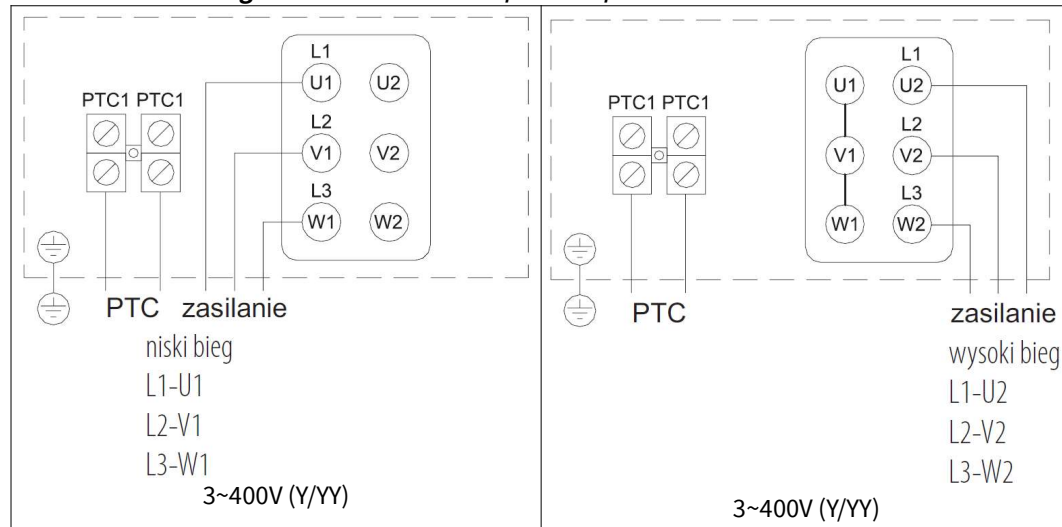 L1
U1 U2
PTC1 PTC1
L2
V1 V2
L3
W1 W2
PTC zasilanie
niski bieg
L1-U1
L2-V1
L3-W1
3~400V (Y/YY)
L1
U1 U2
PTC1 PTC1
L2
V1 V2
L3
W1 W2
PTC
zasilanie
wysoki bieg
L1-U2
L2-V2
L3-W2
3~400V (Y/YY)